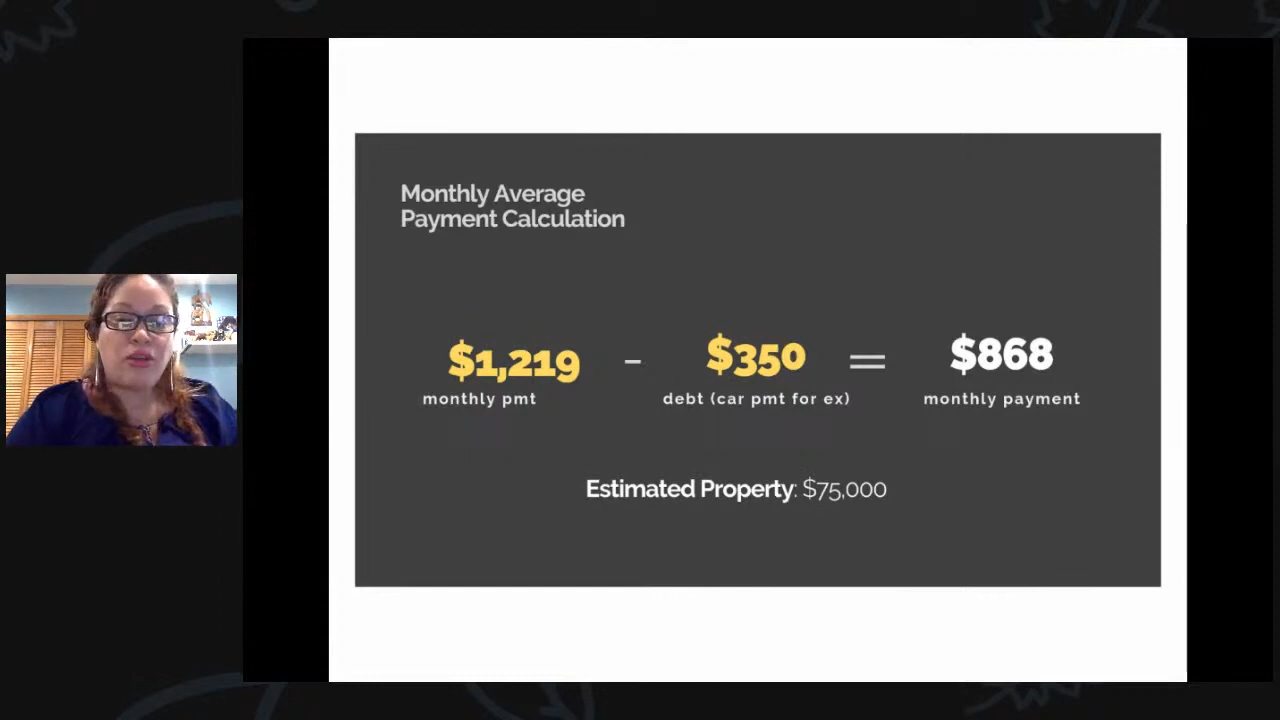 Monthly Average
Payment Calculation
$1,219 – $350 = $868
monthly pmt debt (car pmt for ex) monthly payment
Estimated Property: $75,000